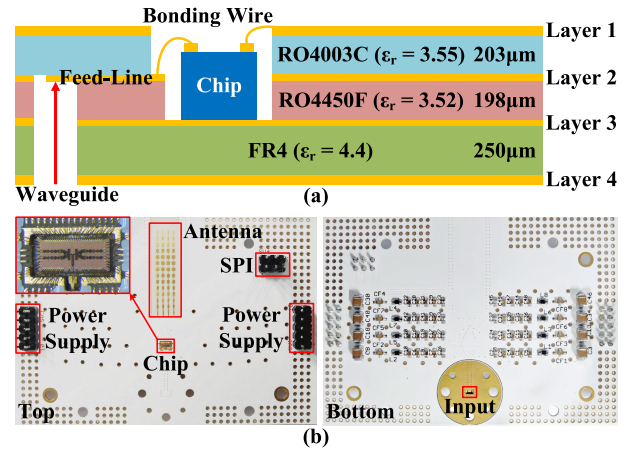 Bonding Wire
Layer 1
RO4003C (εr = 3.55) 203μm
Feed-Line
Chip
Layer 2
RO4450F (εr = 3.52) 198μm
Layer 3
FR4 (εr = 4.4) 250μm
Waveguide
Layer 4
(a)
Antenna
SPI
Power
Supply
Chip
Power
Supply
Top
Bottom
Input
(b)